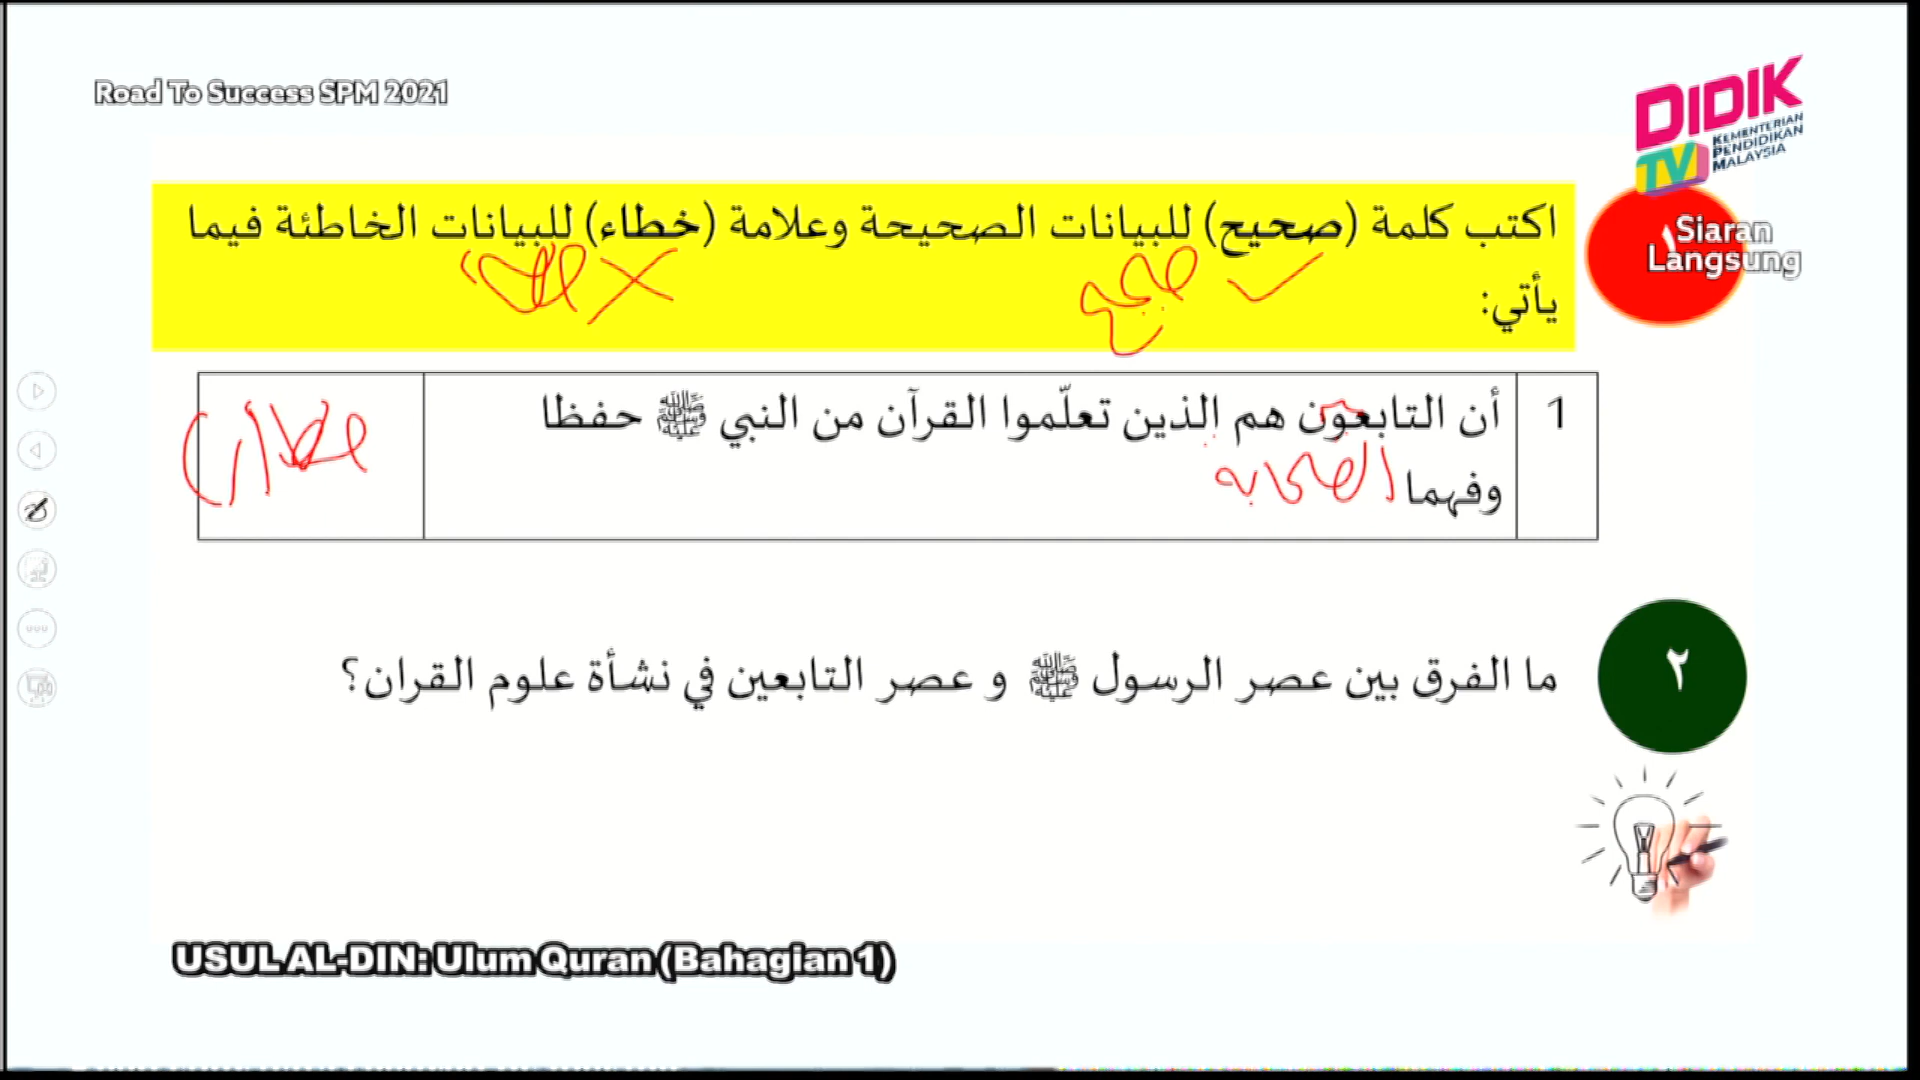 Road To Success SPM 2021
DIDIK
TV
KEMENTERIAN
PENDIDIKAN
MALAYSIA
١
Siaran
Langsung
اكتب كلمة (صحيح) للبيانات الصحيحة وعلامة (خطاء) للبيانات الخاطئة فيما
صحيح
يأتي:
1
أن التابعون هم الذين تعلّموا القرآن من النبي ﷺ حفظا
وفهما
الصحابة
خطاء
٢
ما الفرق بين عصر الرسول ﷺ و عصر التابعين في نشأة علوم القران؟
USUL AL-DIN: Ulum Quran (Bahagian 1)